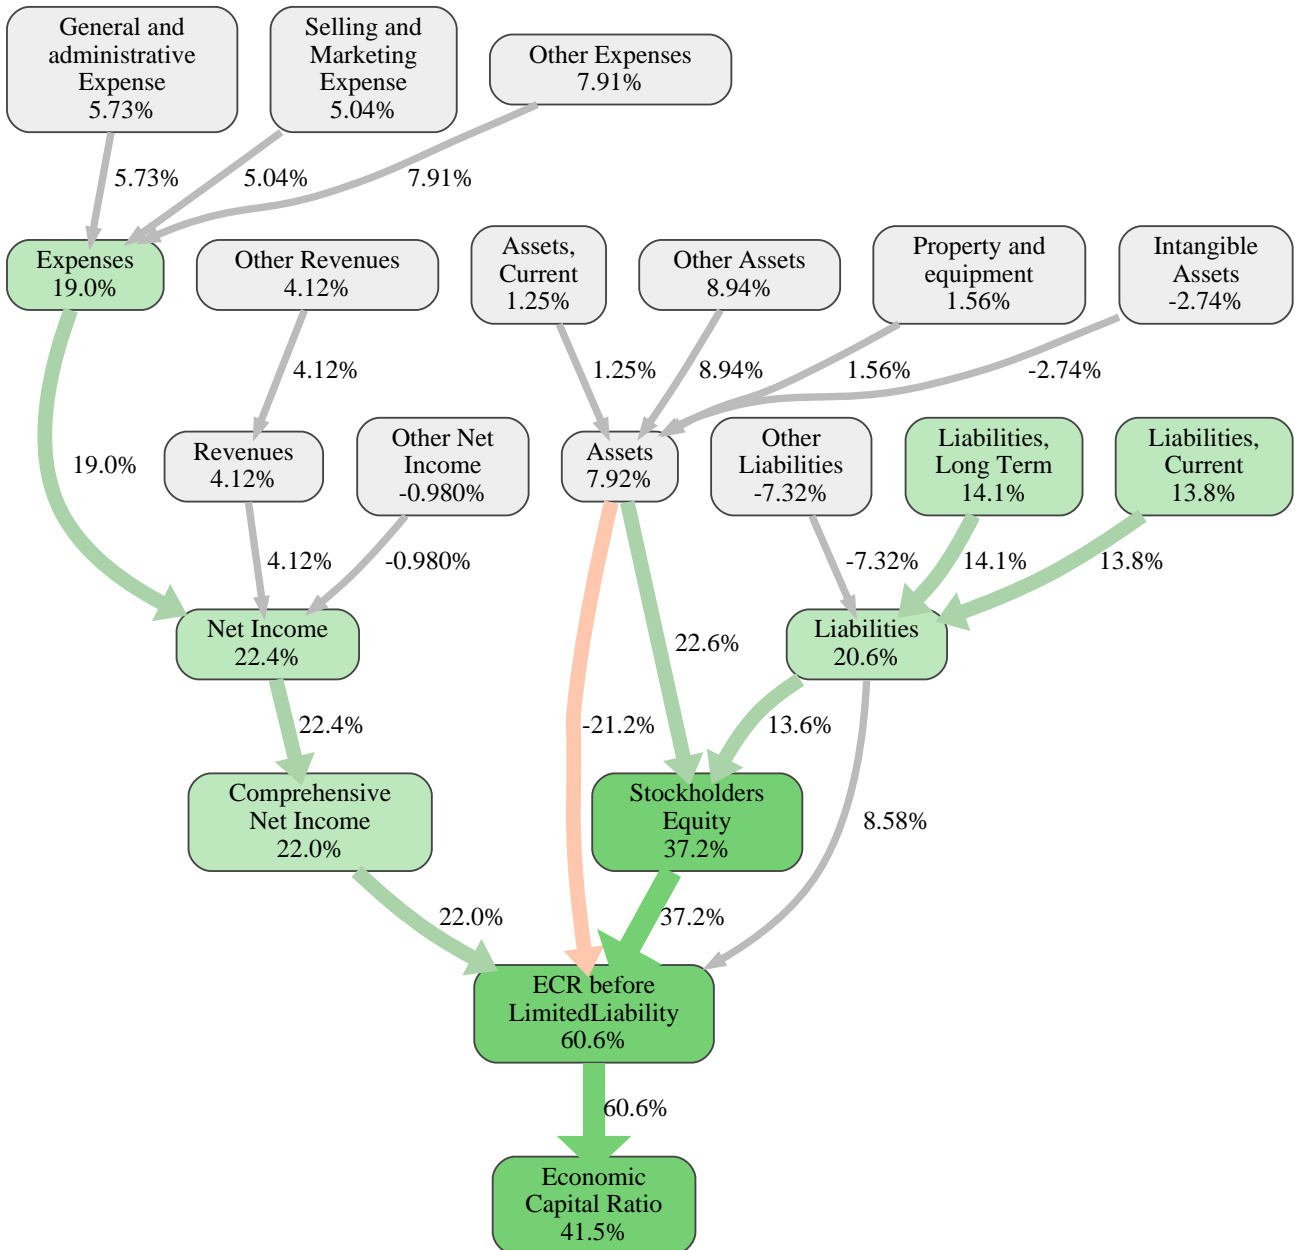 General and
administrative
Expense
5.73%
Selling and
Marketing
Expense
5.04%
Other Expenses
7.91%
5.73%
5.04%
7.91%
Expenses
19.0%
Other Revenues
4.12%
Assets,
Current
1.25%
Other Assets
8.94%
Property and
equipment
1.56%
Intangible
Assets
-2.74%
4.12%
1.25%
8.94%
1.56%
-2.74%
19.0%
Revenues
4.12%
Other Net
Income
-0.980%
Assets
7.92%
Other
Liabilities
-7.32%
Liabilities,
Long Term
14.1%
Liabilities,
Current
13.8%
4.12%
-0.980%
-7.32%
14.1%
13.8%
Net Income
22.4%
22.6%
Liabilities
20.6%
22.4%
-21.2%
13.6%
Comprehensive
Net Income
22.0%
Stockholders
Equity
37.2%
8.58%
22.0%
37.2%
ECR before
LimitedLiability
60.6%
60.6%
Economic
Capital Ratio
41.5%